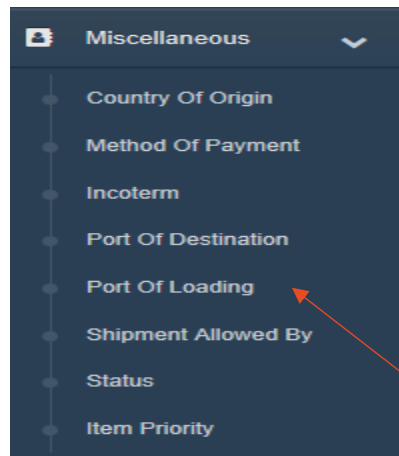 Miscellaneous
Country Of Origin
Method Of Payment
Incoterm
Port Of Destination
Port Of Loading
Shipment Allowed By
Status
Item Priority